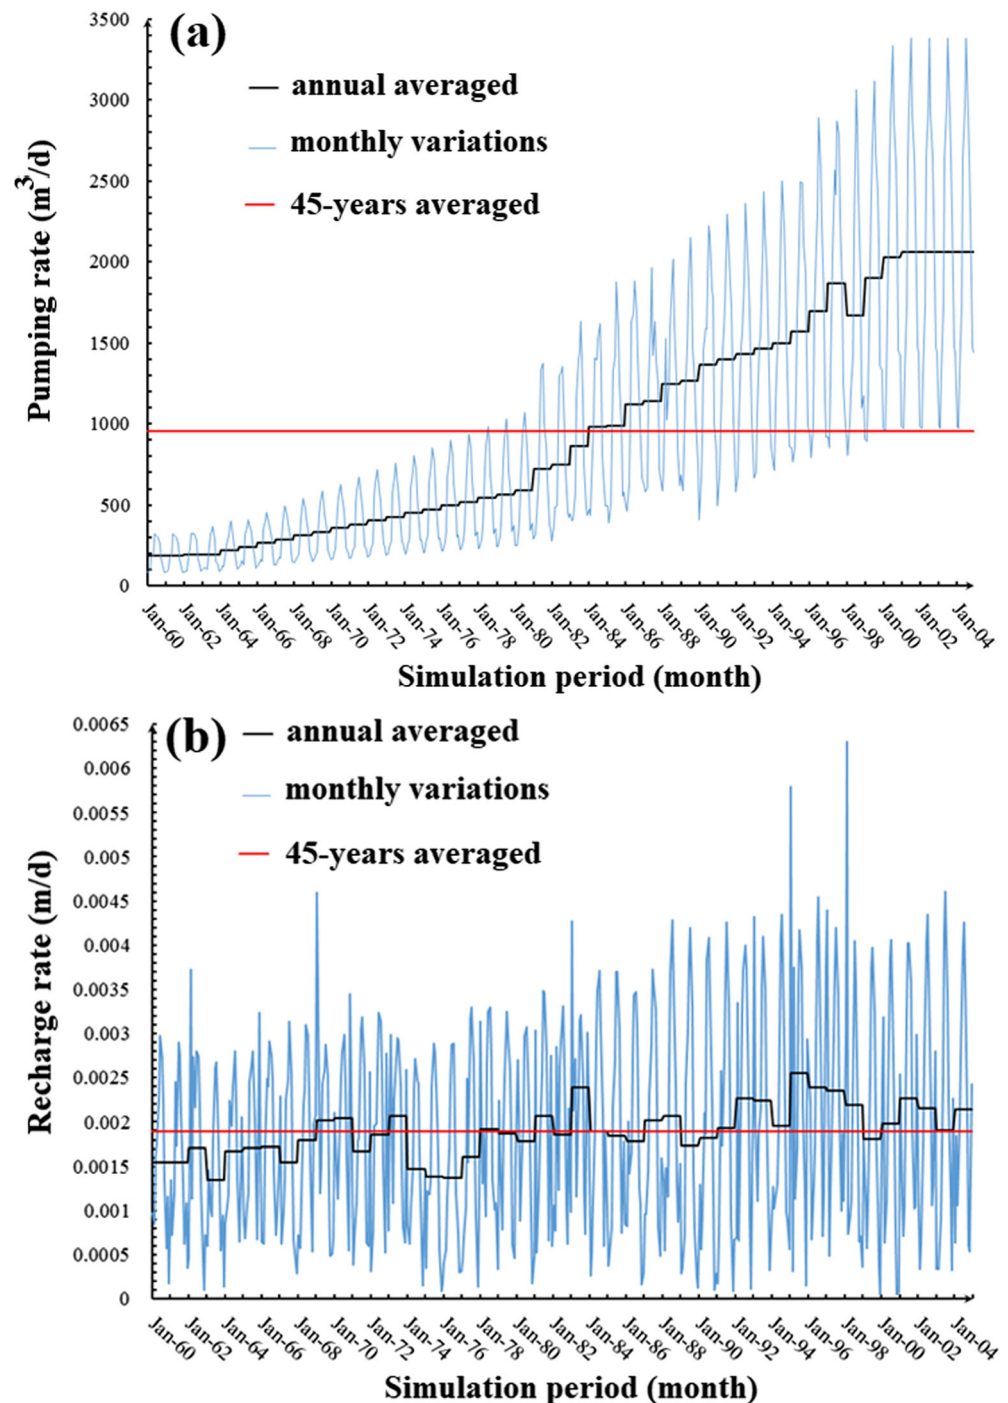 (a)
annual averaged
monthly variations
45-years averaged
Pumping rate (m³/d)
3500
3000
2500
2000
1500
1000
500
0
Jan-60 Jan-62 Jan-64 Jan-66 Jan-68 Jan-70 Jan-72 Jan-74 Jan-76 Jan-78 Jan-80 Jan-82 Jan-84 Jan-86 Jan-88 Jan-90 Jan-92 Jan-94 Jan-96 Jan-98 Jan-00 Jan-02 Jan-04
Simulation period (month)
(b)
annual averaged
monthly variations
45-years averaged
Recharge rate (m/d)
0.0065
0.006
0.0055
0.005
0.0045
0.004
0.0035
0.003
0.0025
0.002
0.0015
0.001
0.0005
0
Jan-60 Jan-62 Jan-64 Jan-66 Jan-68 Jan-70 Jan-72 Jan-74 Jan-76 Jan-78 Jan-80 Jan-82 Jan-84 Jan-86 Jan-88 Jan-90 Jan-92 Jan-94 Jan-96 Jan-98 Jan-00 Jan-02 Jan-04
Simulation period (month)